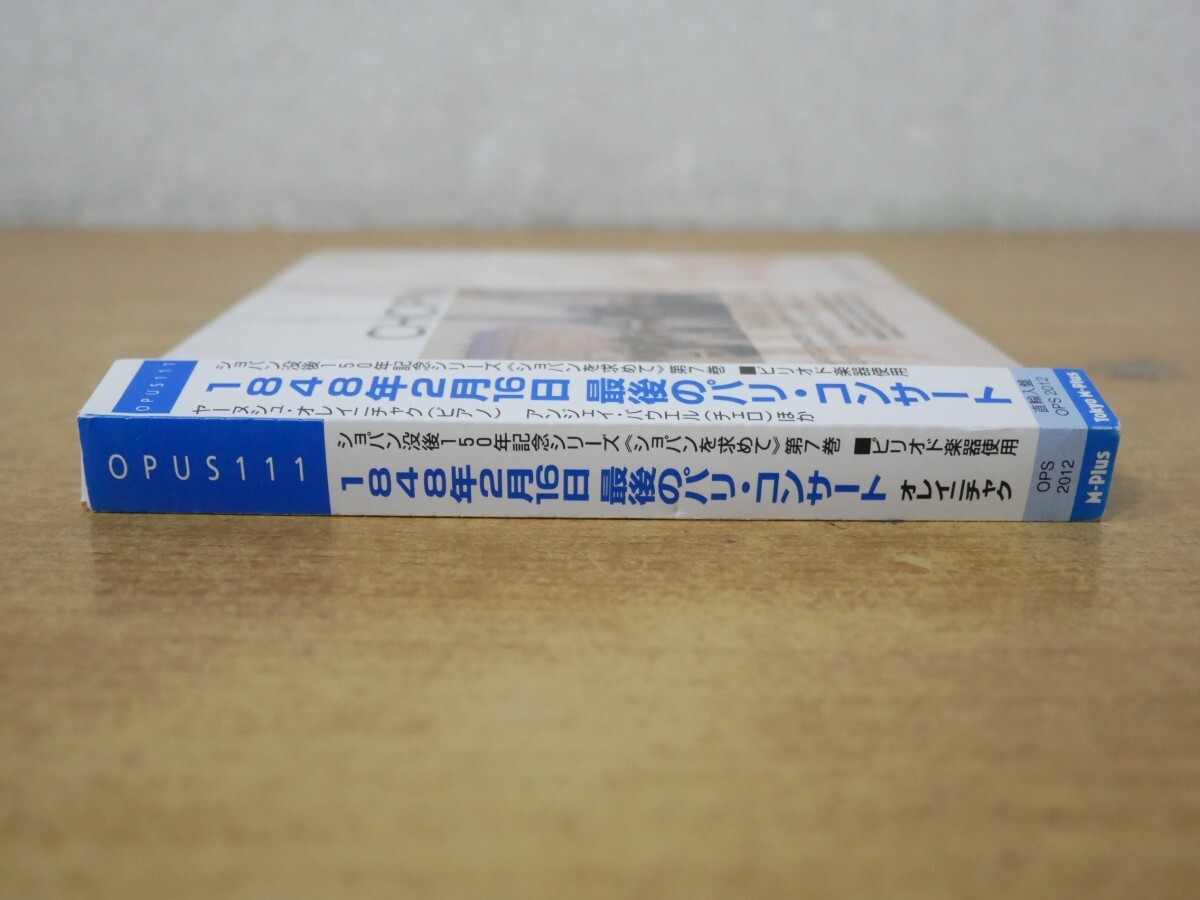 CHOPI
OPUS111
ショパン没後150年記念シリーズ《ショパンを求めて》第7巻 ■ピリオド楽器使用
1848年2月16日 最後のパリ・コンサート
ヤーヌシュ・オレイニチャク(ピアノ) アンジェイ・バウエル(チェロ)ほか
直輸入盤
OPS 2012
Tokyo M-Plus
OPUS111
ショパン没後150年記念シリーズ《ショパンを求めて》第7巻 ■ピリオド楽器使用
1848年2月16日 最後のパリ・コンサート オレイニチャク
OPS
2012
M-Plus